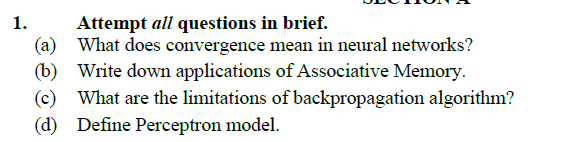 1. Attempt all questions in brief.
(a) What does convergence mean in neural networks?
(b) Write down applications of Associative Memory.
(c) What are the limitations of backpropagation algorithm?
(d) Define Perceptron model.